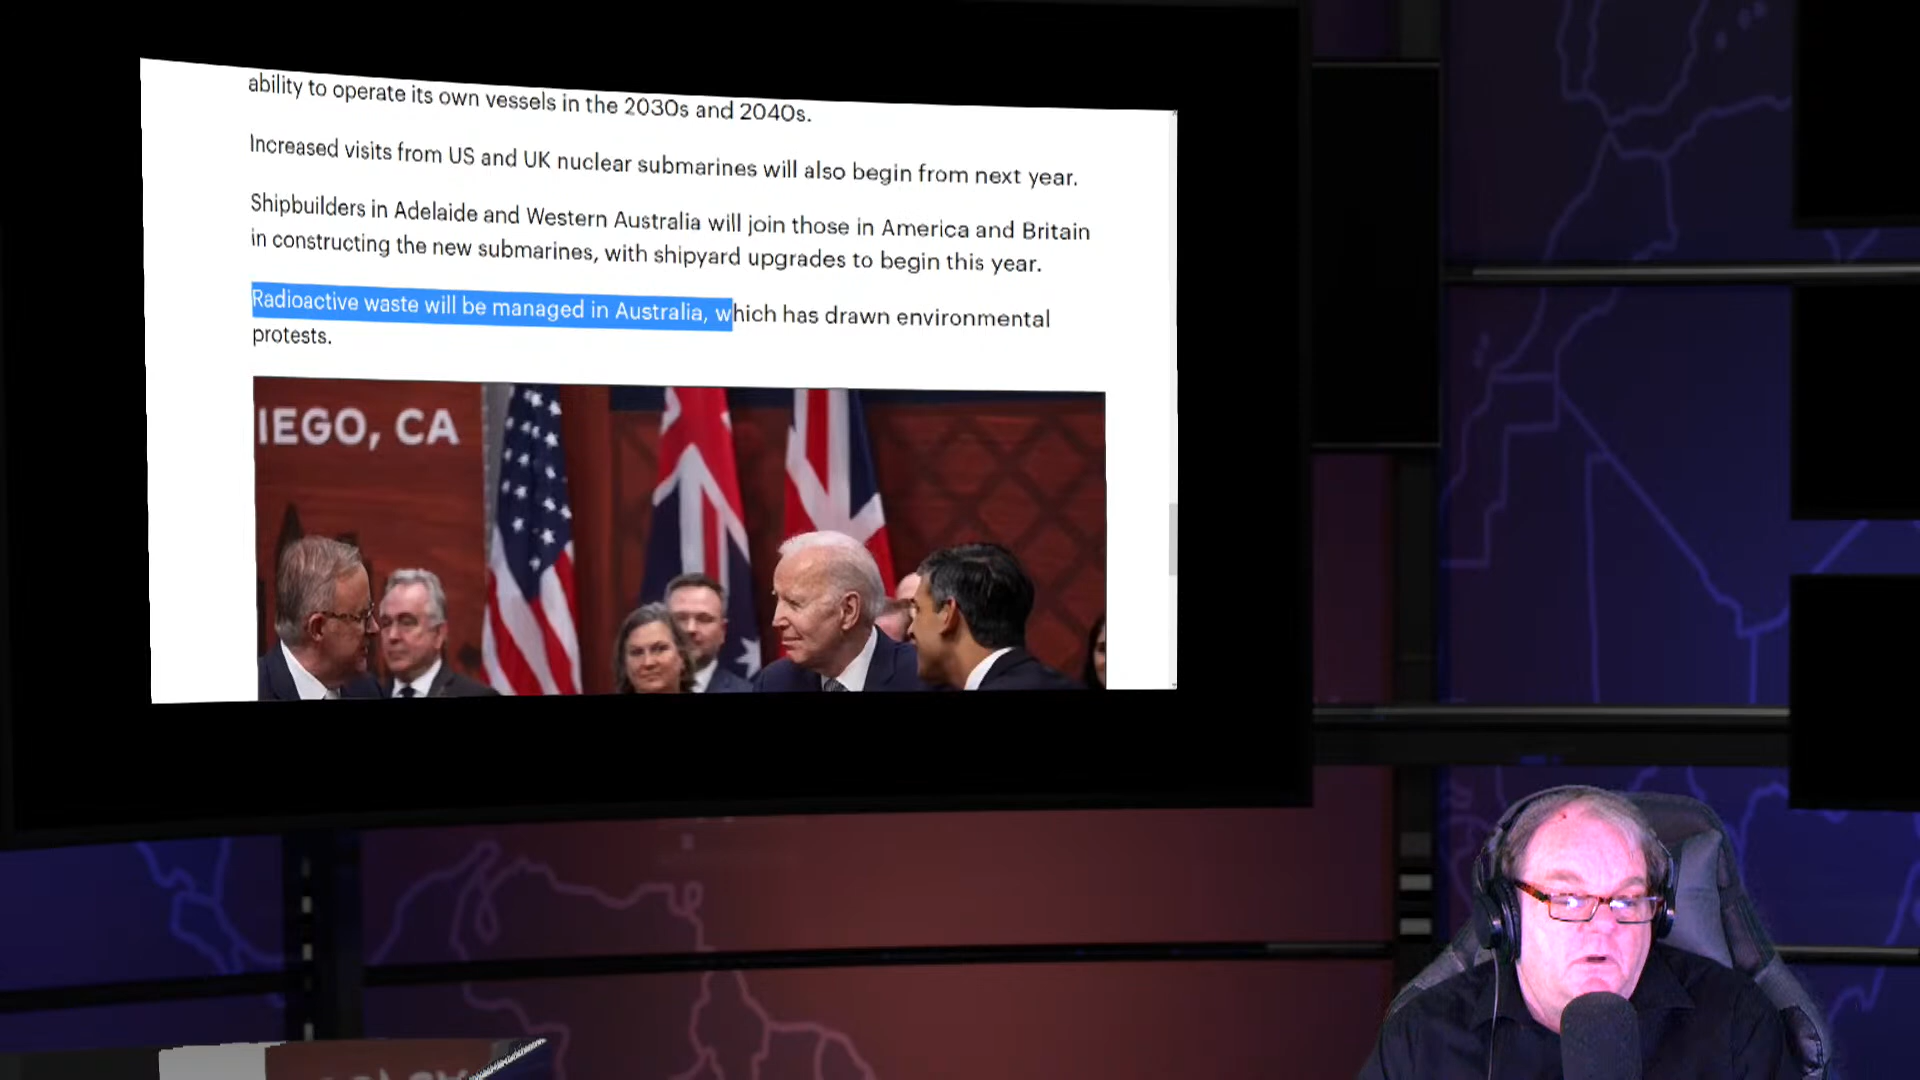 ability to operate its own vessels in the 2030s and 2040s.
Increased visits from US and UK nuclear submarines will also begin from next year.
Shipbuilders in Adelaide and Western Australia will join those in America and Britain
in constructing the new submarines, with shipyard upgrades to begin this year.
Radioactive waste will be managed in Australia, which has drawn environmental
protests.
IEGO, CA